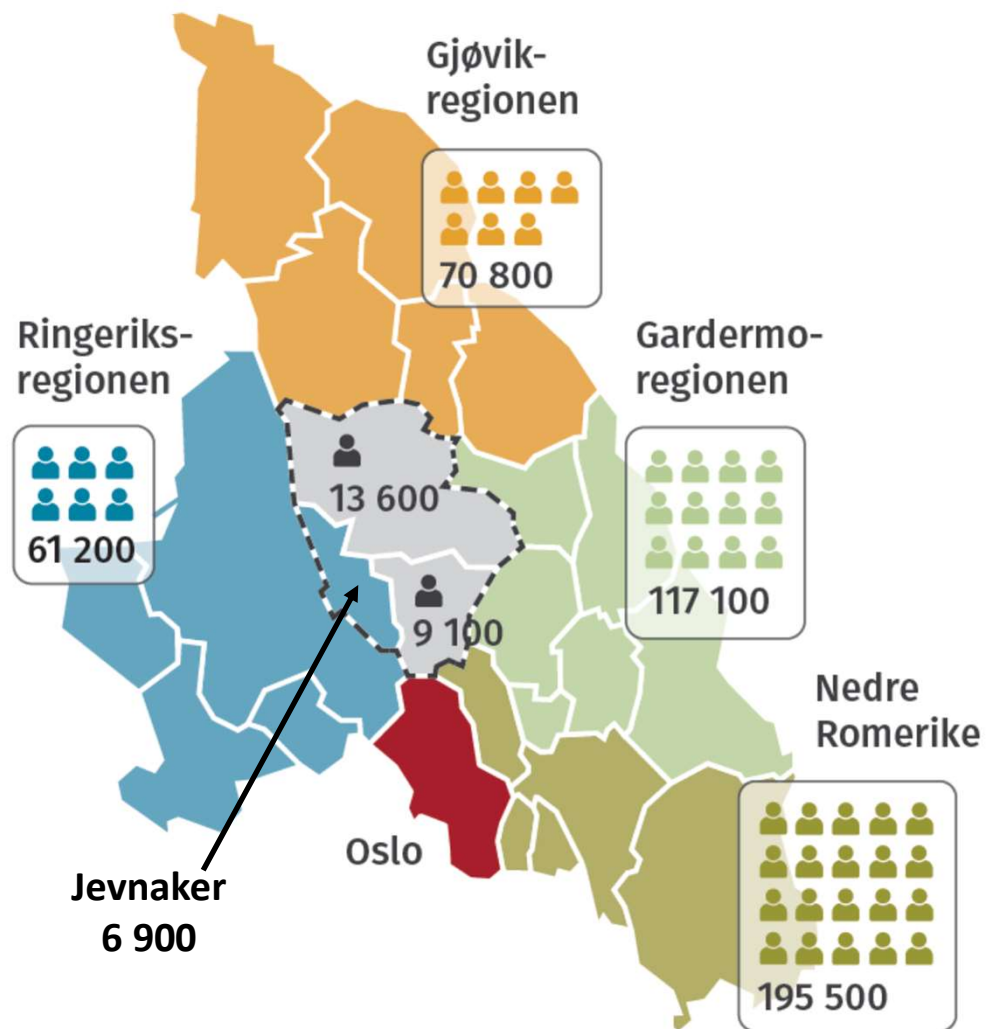 Gjøvik-
regionen
70 800
Ringeriks-
regionen
61 200
Gardermo-
regionen
117 100
13 600
9 100
Nedre
Romerike
195 500
Oslo
Jevnaker
6 900